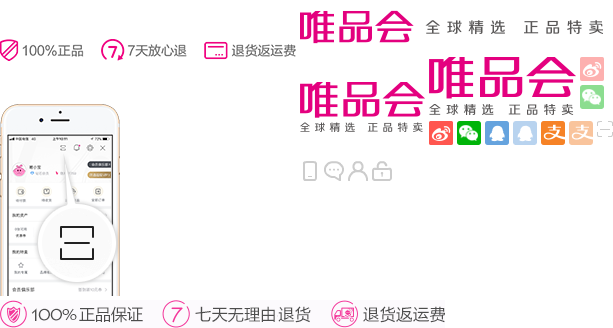 唯品会 全球精选 正品特卖
100%正品 7天放心退 退货返运费
唯品会
全球精选 正品特卖
唯品会
全球精选 正品特卖
100%正品保证 七天无理由退货 退货返运费